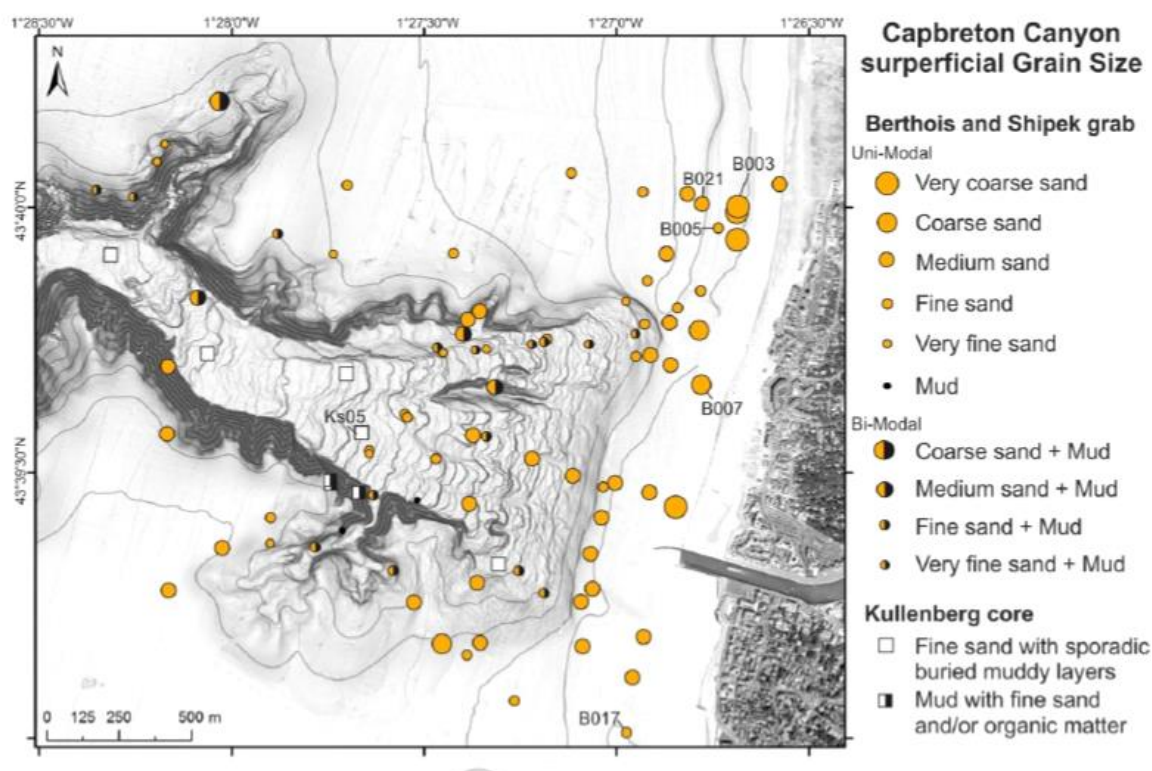 1°28'30"W 1°28'0"W 1°27'30"W 1°27'0"W 1°26'30"W
N
43°40'0"N
43°39'30"N
B003
B021
B005
B007
Ks05
B017
0 125 250 500 m
Capbreton Canyon
surperficial Grain Size
Berthois and Shipek grab
Uni-Modal
Very coarse sand
Coarse sand
Medium sand
Fine sand
Very fine sand
Mud
Bi-Modal
Coarse sand + Mud
Medium sand + Mud
Fine sand + Mud
Very fine sand + Mud
Kullenberg core
Fine sand with sporadic
buried muddy layers
Mud with fine sand
and/or organic matter